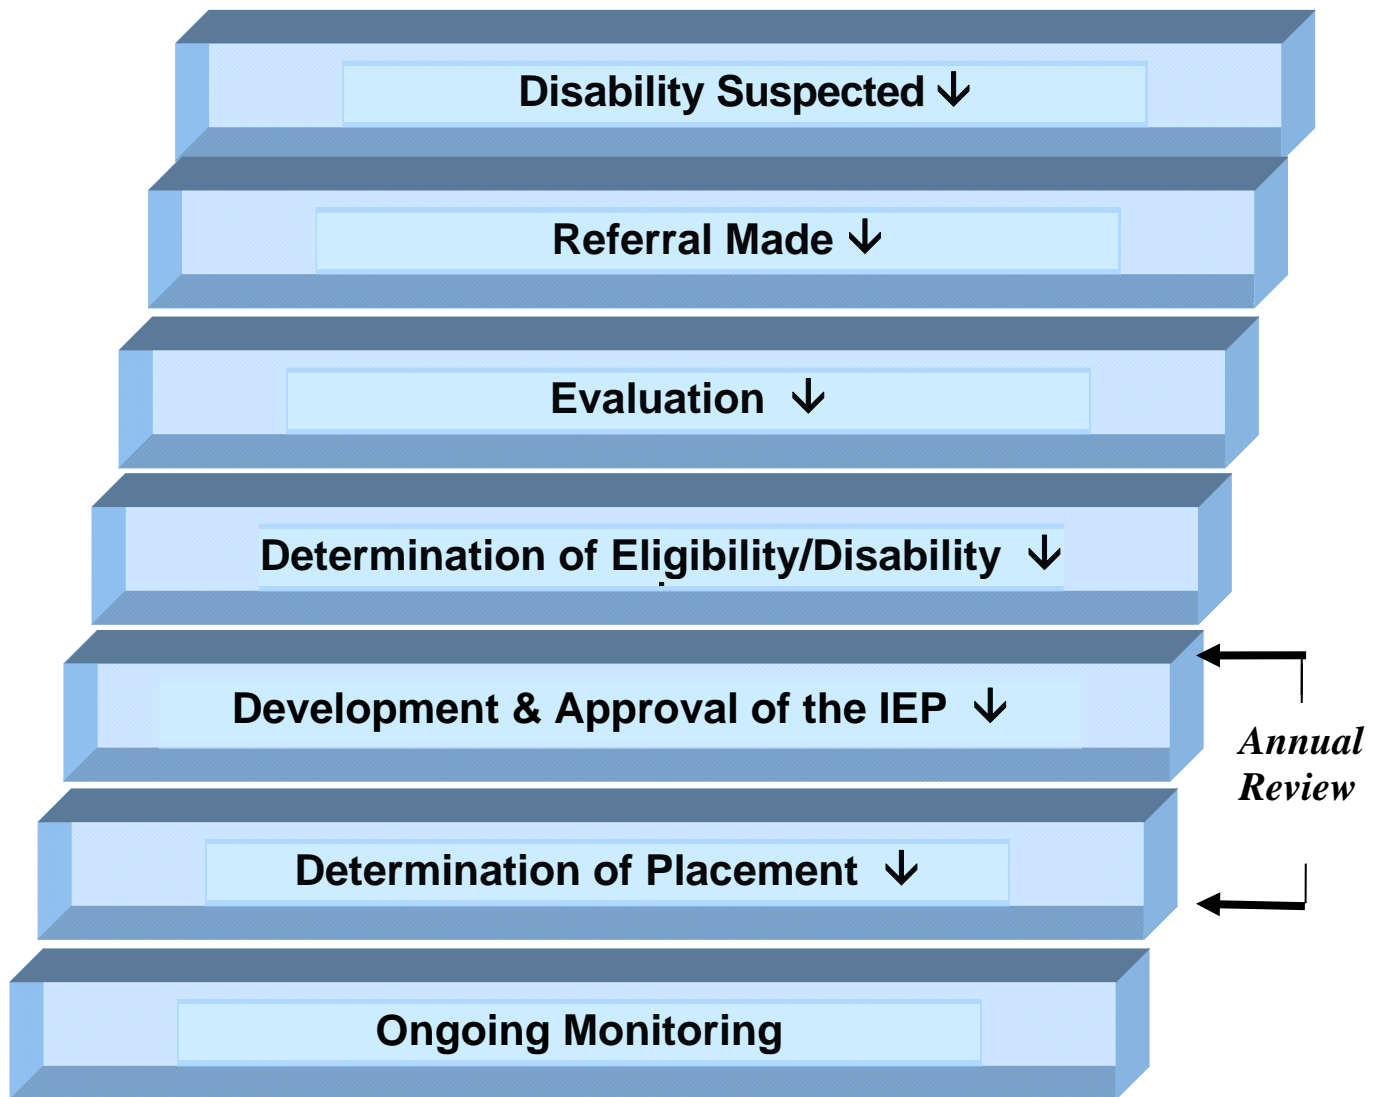 Disability Suspected ↓
Referral Made ↓
Evaluation ↓
Determination of Eligibility/Disability ↓
Development & Approval of the IEP ↓
Annual
Review
Determination of Placement ↓
Ongoing Monitoring